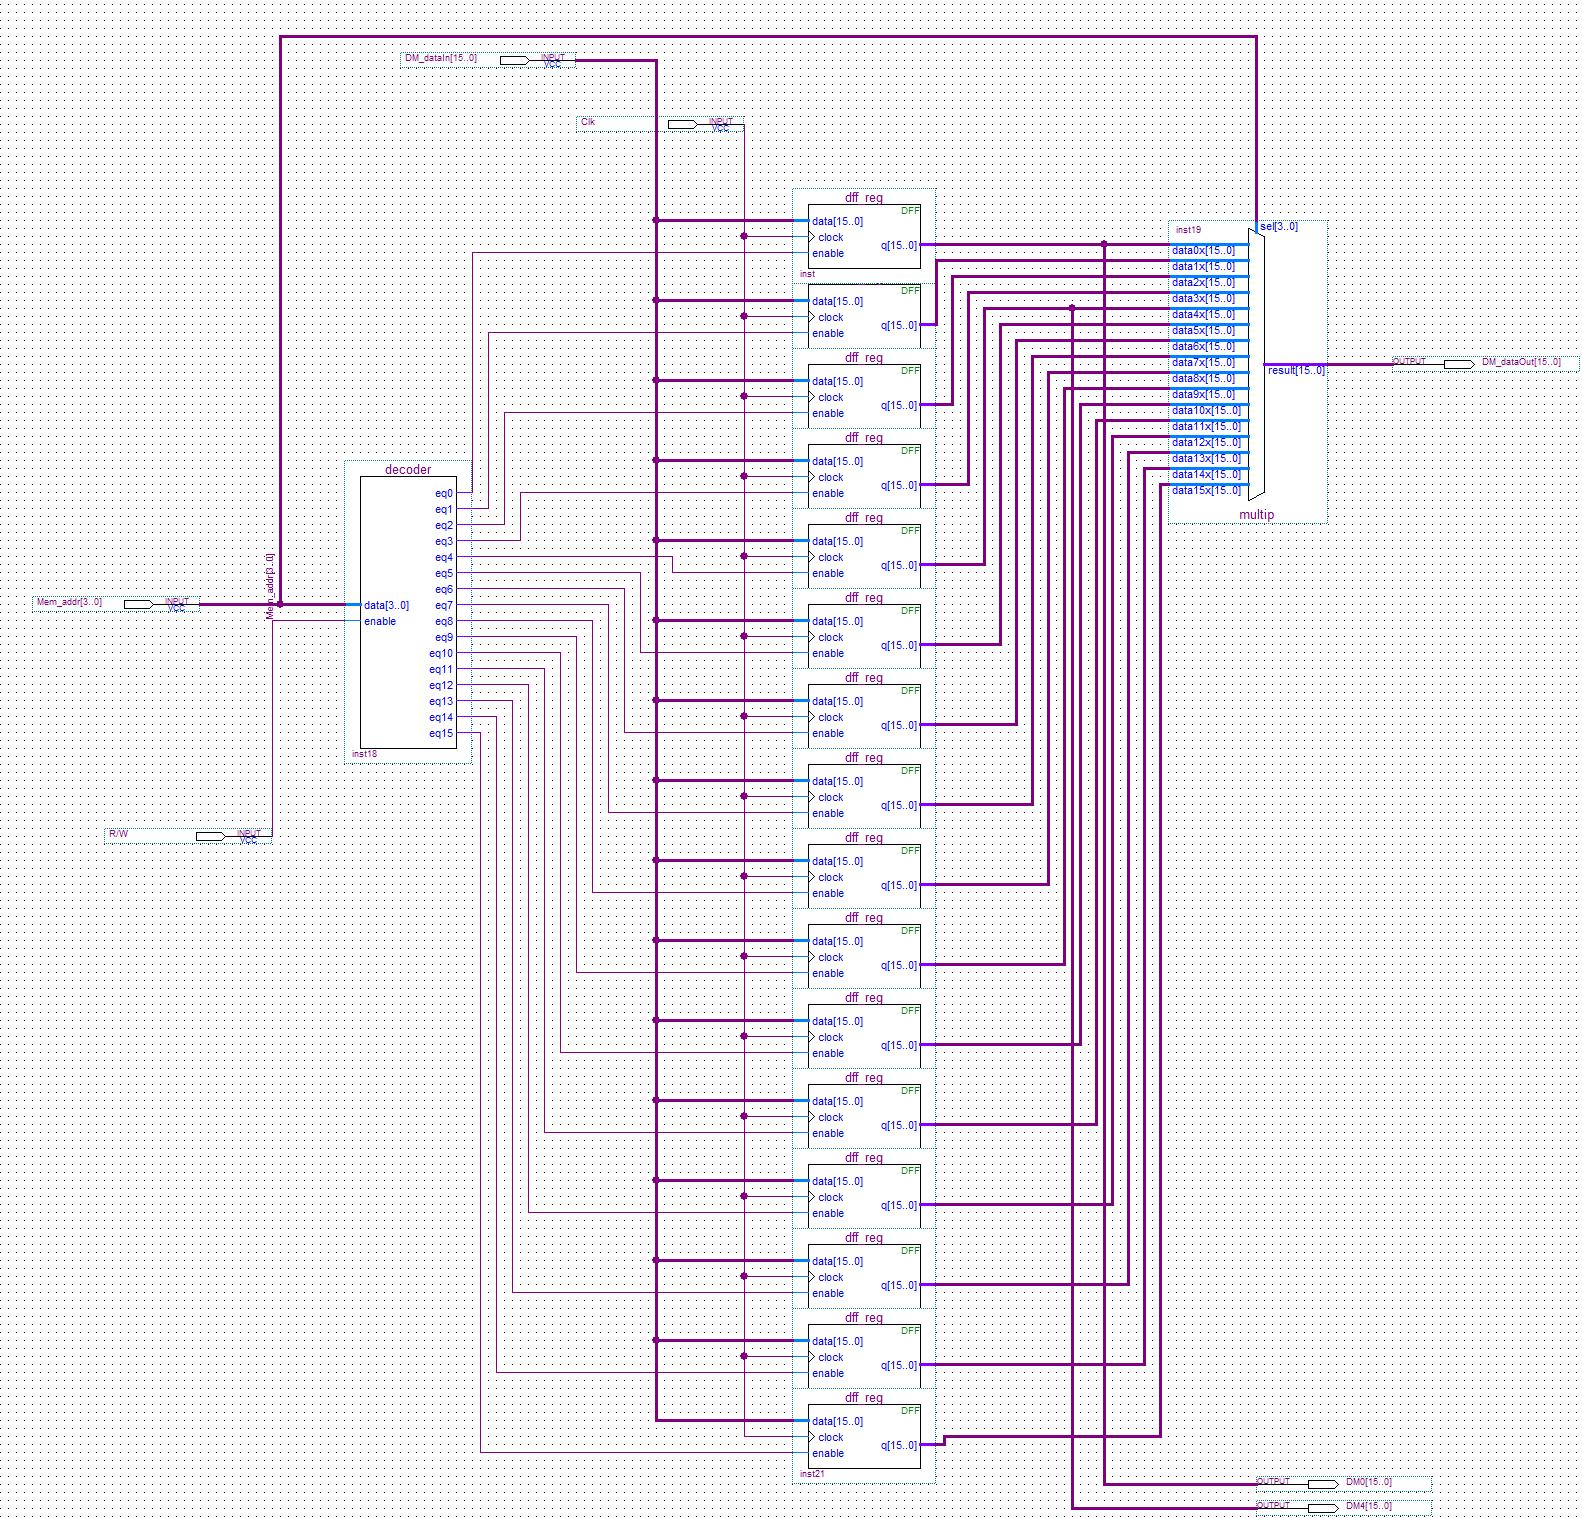 DM_dataIn[15..0] INPUT VCC
Clk INPUT VCC
dff_reg
DFF
data[15..0]
clock
q[15..0]
enable
inst
DFF
data[15..0]
clock
q[15..0]
enable
dff_reg
DFF
data[15..0]
clock
q[15..0]
enable
dff_reg
DFF
data[15..0]
clock
q[15..0]
enable
dff_reg
DFF
data[15..0]
clock
q[15..0]
enable
dff_reg
DFF
data[15..0]
clock
q[15..0]
enable
dff_reg
DFF
data[15..0]
clock
q[15..0]
enable
dff_reg
DFF
data[15..0]
clock
q[15..0]
enable
dff_reg
DFF
data[15..0]
clock
q[15..0]
enable
dff_reg
DFF
data[15..0]
clock
q[15..0]
enable
dff_reg
DFF
data[15..0]
clock
q[15..0]
enable
dff_reg
DFF
data[15..0]
clock
q[15..0]
enable
dff_reg
DFF
data[15..0]
clock
q[15..0]
enable
dff_reg
DFF
data[15..0]
clock
q[15..0]
enable
dff_reg
DFF
data[15..0]
clock
q[15..0]
enable
dff_reg
DFF
data[15..0]
clock
q[15..0]
enable
inst21
decoder
eq0
eq1
eq2
eq3
eq4
eq5
eq6
eq7
eq8
eq9
eq10
eq11
eq12
eq13
eq14
eq15
data[3..0]
enable
inst18
Mem_addr[3..0]
Mem_addr[3..0] INPUT VCC
R/W INPUT VCC
inst19
sel[3..0]
data0x[15..0]
data1x[15..0]
data2x[15..0]
data3x[15..0]
data4x[15..0]
data5x[15..0]
data6x[15..0]
data7x[15..0]
data8x[15..0]
data9x[15..0]
data10x[15..0]
data11x[15..0]
data12x[15..0]
data13x[15..0]
data14x[15..0]
data15x[15..0]
result[15..0]
multip
OUTPUT DM_dataOut[15..0]
OUTPUT DM0[15..0]
OUTPUT DM4[15..0]